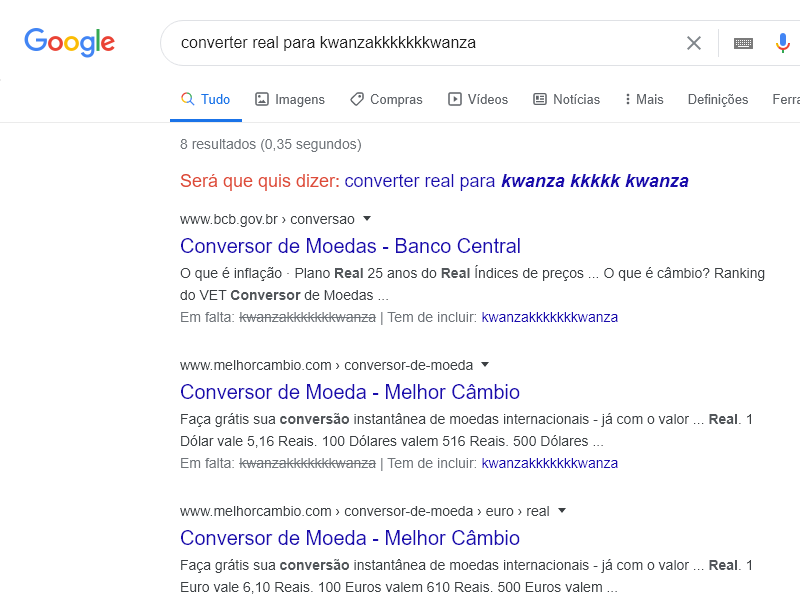 Google
converter real para kwanzakkkkkkkwanza
Tudo Imagens Compras Vídeos Notícias Mais Definições Ferra
8 resultados (0,35 segundos)
Será que quis dizer: converter real para kwanza kkkkk kwanza
www.bcb.gov.br › conversao
Conversor de Moedas - Banco Central
O que é inflação · Plano Real 25 anos do Real Índices de preços ... O que é câmbio? Ranking
do VET Conversor de Moedas ...
Em falta: kwanzakkkkkkkwanza | Tem de incluir: kwanzakkkkkkkwanza
www.melhorcambio.com › conversor-de-moeda
Conversor de Moeda - Melhor Câmbio
Faça grátis sua conversão instantânea de moedas internacionais - já com o valor ... Real. 1
Dólar vale 5,16 Reais. 100 Dólares valem 516 Reais. 500 Dólares ...
Em falta: kwanzakkkkkkkwanza | Tem de incluir: kwanzakkkkkkkwanza
www.melhorcambio.com › conversor-de-moeda › euro › real
Conversor de Moeda - Melhor Câmbio
Faça grátis sua conversão instantânea de moedas internacionais - já com o valor ... Real. 1
Euro vale 6,10 Reais. 100 Euros valem 610 Reais. 500 Euros valem ...